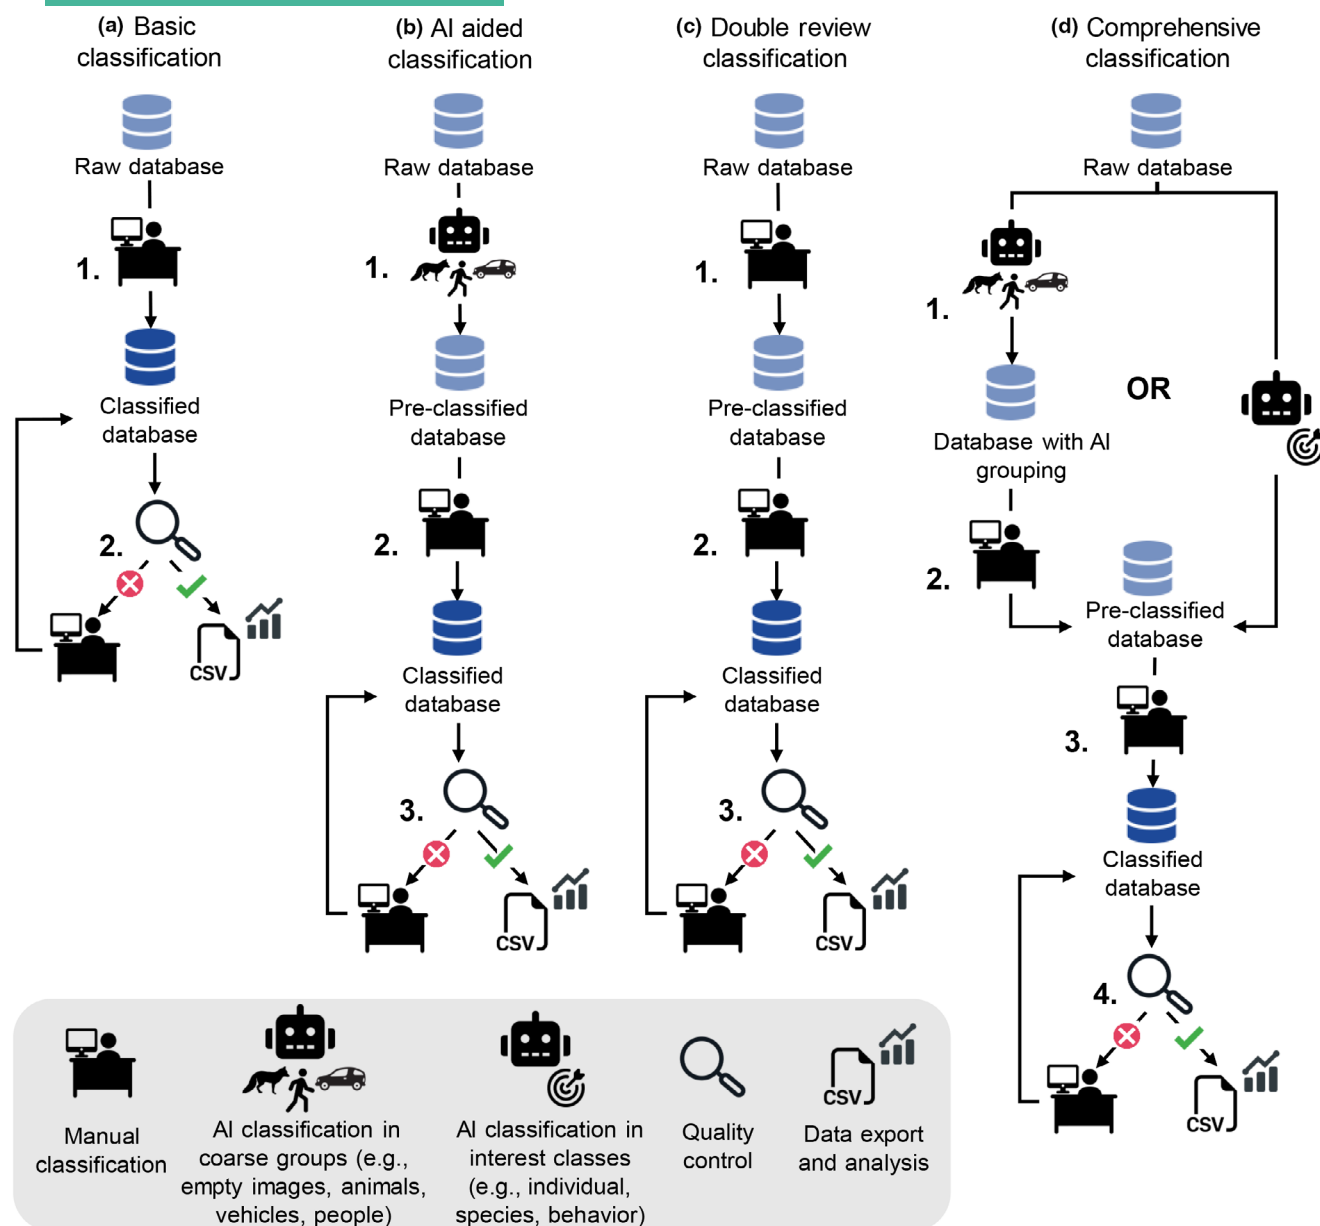 (a) Basic
classification
Raw database
1.
Classified
database
2.
CSV
(b) AI aided
classification
Raw database
1.
Pre-classified
database
2.
Classified
database
3.
CSV
(c) Double review
classification
Raw database
1.
Pre-classified
database
2.
Classified
database
3.
CSV
(d) Comprehensive
classification
Raw database
1.
OR
Database with AI
grouping
2.
Pre-classified
database
3.
Classified
database
4.
CSV
Manual
classification
AI classification in
coarse groups (e.g.,
empty images, animals,
vehicles, people)
AI classification in
interest classes
(e.g., individual,
species, behavior)
Quality
control
CSV
Data export
and analysis